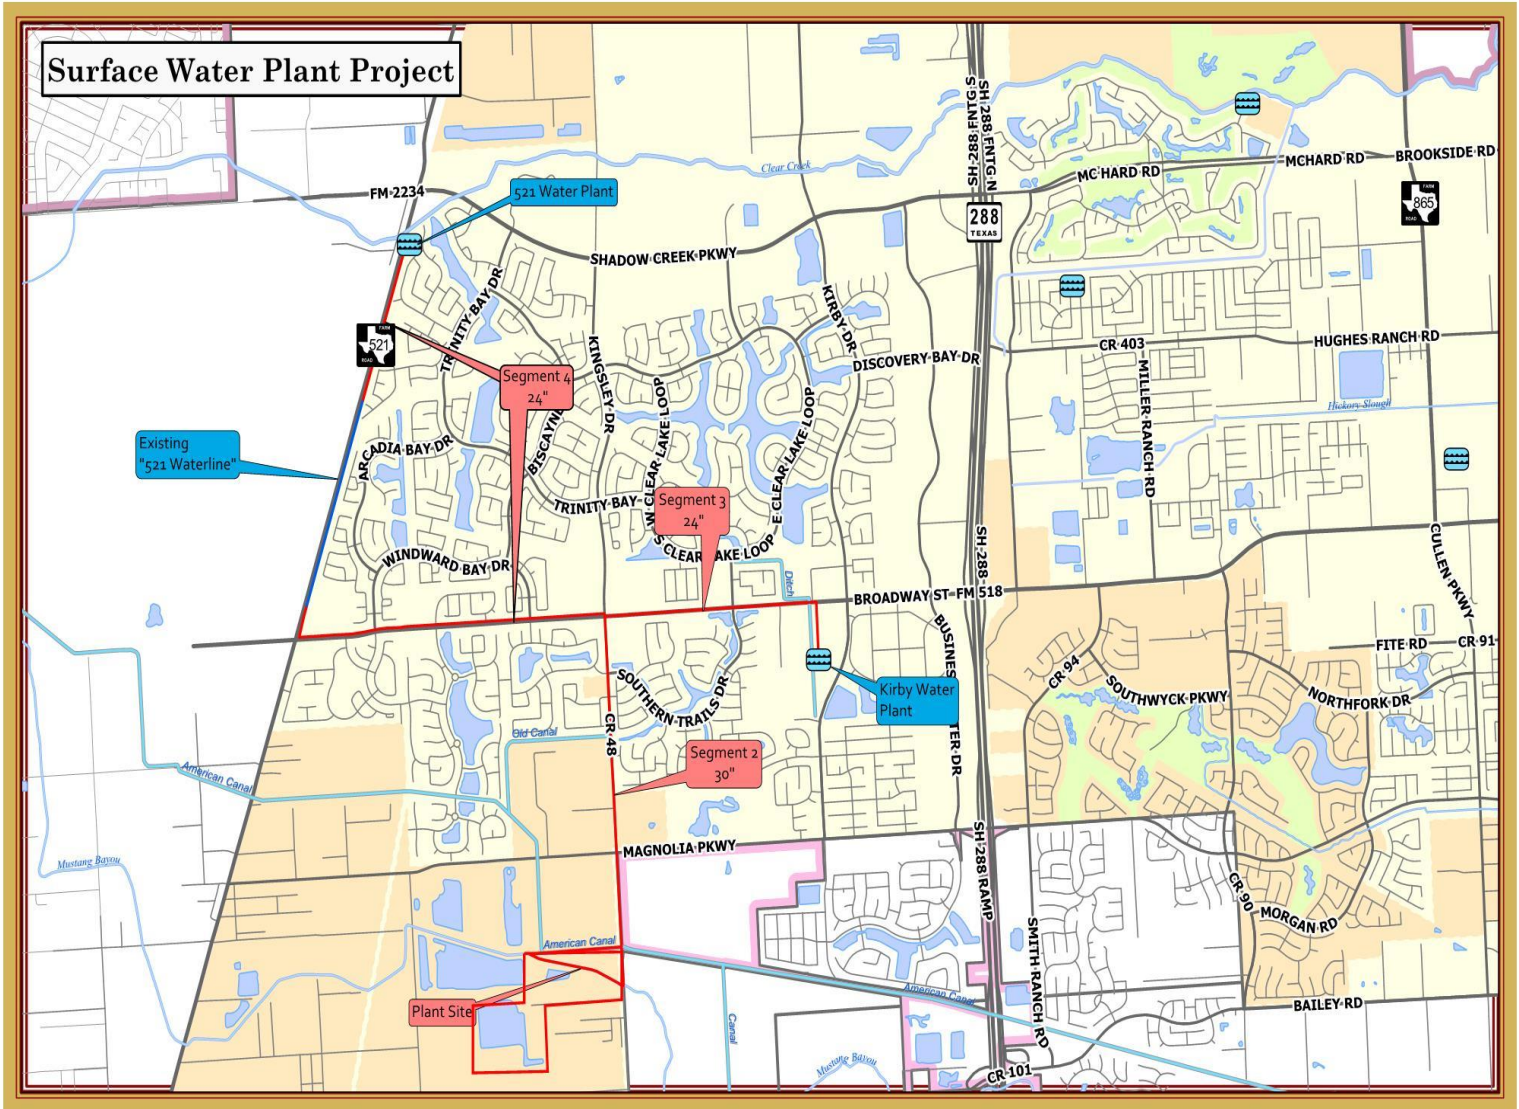 Surface Water Plant Project
SH 288 FNTG S
SH 288 FNTG N
Clear Creek
MCHARD RD
BROOKSIDE RD
MC HARD RD
FM 2234
521 Water Plant
FARM
865
ROAD
288
TEXAS
SHADOW CREEK PKWY
TRINITY BAY DR
KIRBY DR
FARM
521
ROAD
KINGSLEY DR
CR 403
HUGHES RANCH RD
DISCOVERY BAY DR
Segment 4
24"
MILLER RANCH RD
Hickory Slough
W CLEAR LAKE LOOP
E CLEAR LAKE LOOP
BISCAYNE
ARCADIA BAY DR
Existing
"521 Waterline"
TRINITY BAY
Segment 3
24"
S CLEAR LAKE LOOP
WINDWARD BAY DR
Ditch
SH 288
CULLEN PKWY
BROADWAY ST FM 518
FITE RD
CR 91
CR 94
SOUTHWYCK PKWY
NORTHFORK DR
SOUTHERN TRAILS DR
Kirby Water
Plant
BUSINES
TER DR
CR 48
Old Canal
Segment 2
30"
American Canal
MAGNOLIA PKWY
Mustang Bayou
SH 288 RAMP
CR 90
MORGAN RD
SMITH RANCH RD
American Canal
American Canal
Plant Site
BAILEY RD
Canal
Mustang Bayou
CR 101